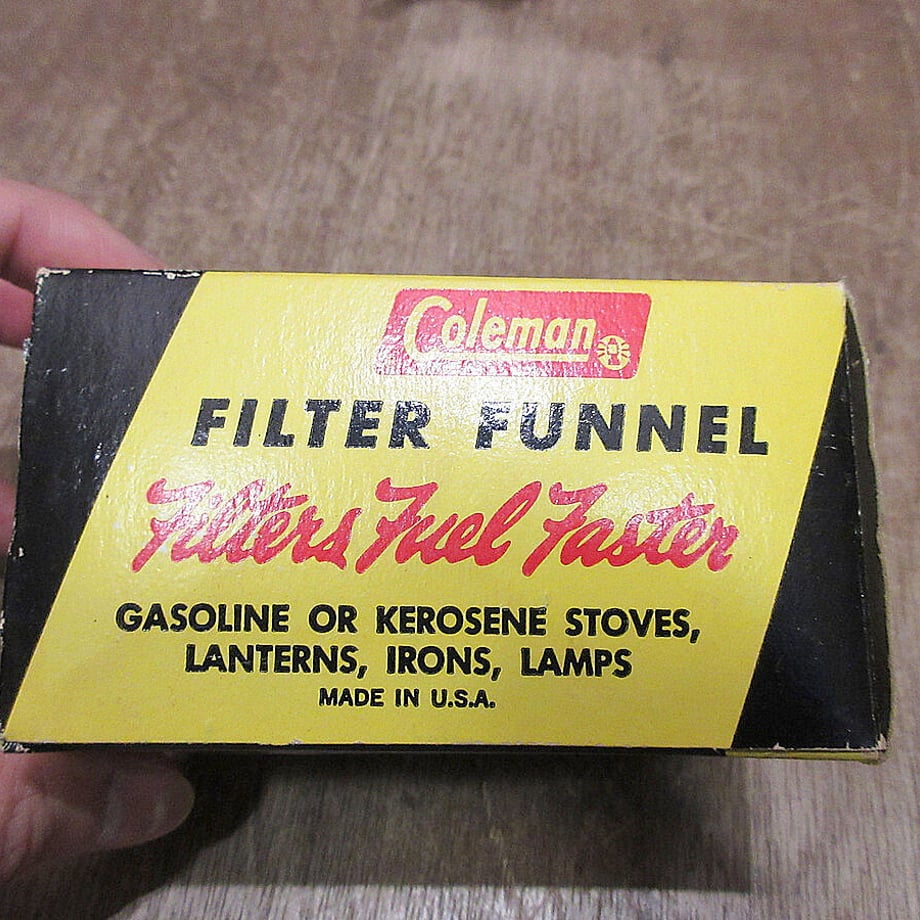 Coleman
FILTER FUNNEL
Filters Fuel Faster
GASOLINE OR KEROSENE STOVES,
LANTERNS, IRONS, LAMPS
MADE IN U.S.A.